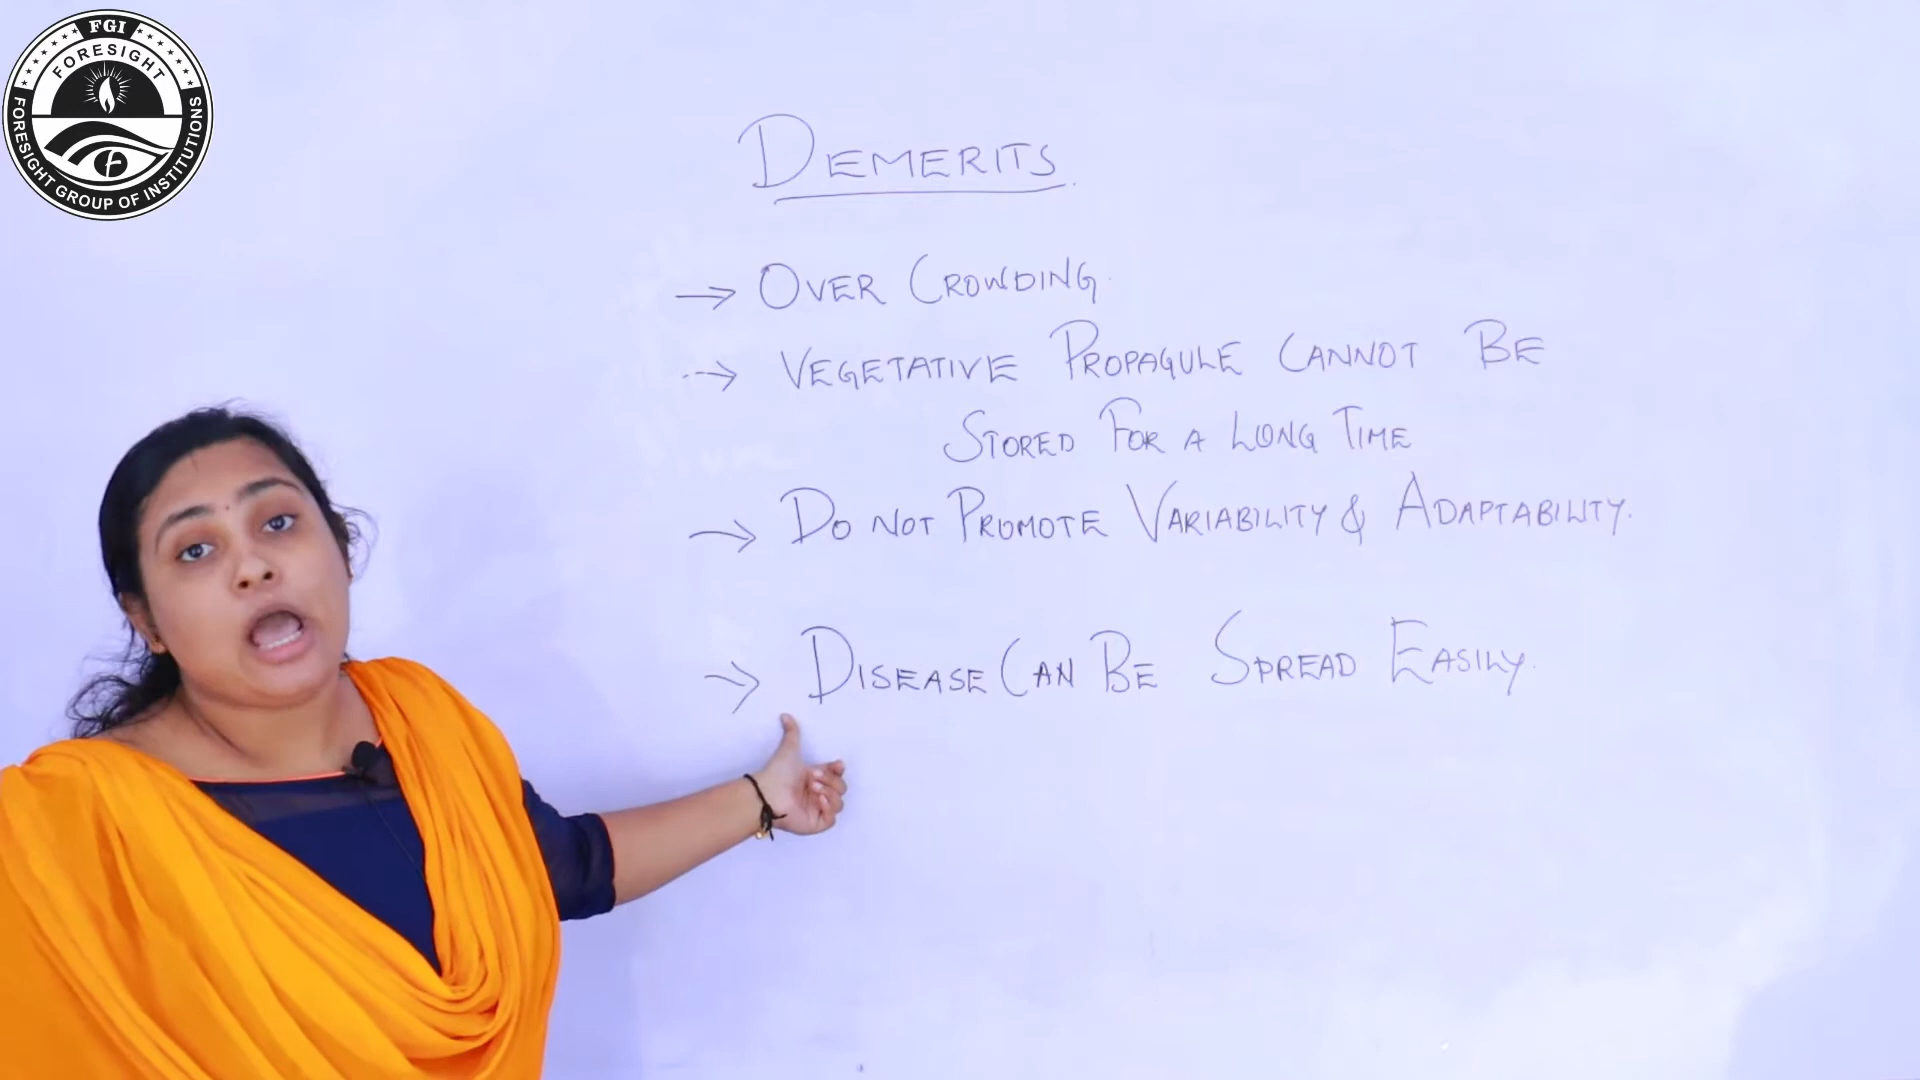 FGI
FORESIGHT
FORESIGHT GROUP OF INSTITUTIONS
DEMERITS.
→ OVER CROWDING.
→ VEGETATIVE PROPAGULE CANNOT BE
STORED FOR A LONG TIME
→ DO NOT PROMOTE VARIABILITY & ADAPTABILITY.
→ DISEASE CAN BE SPREAD EASILY.